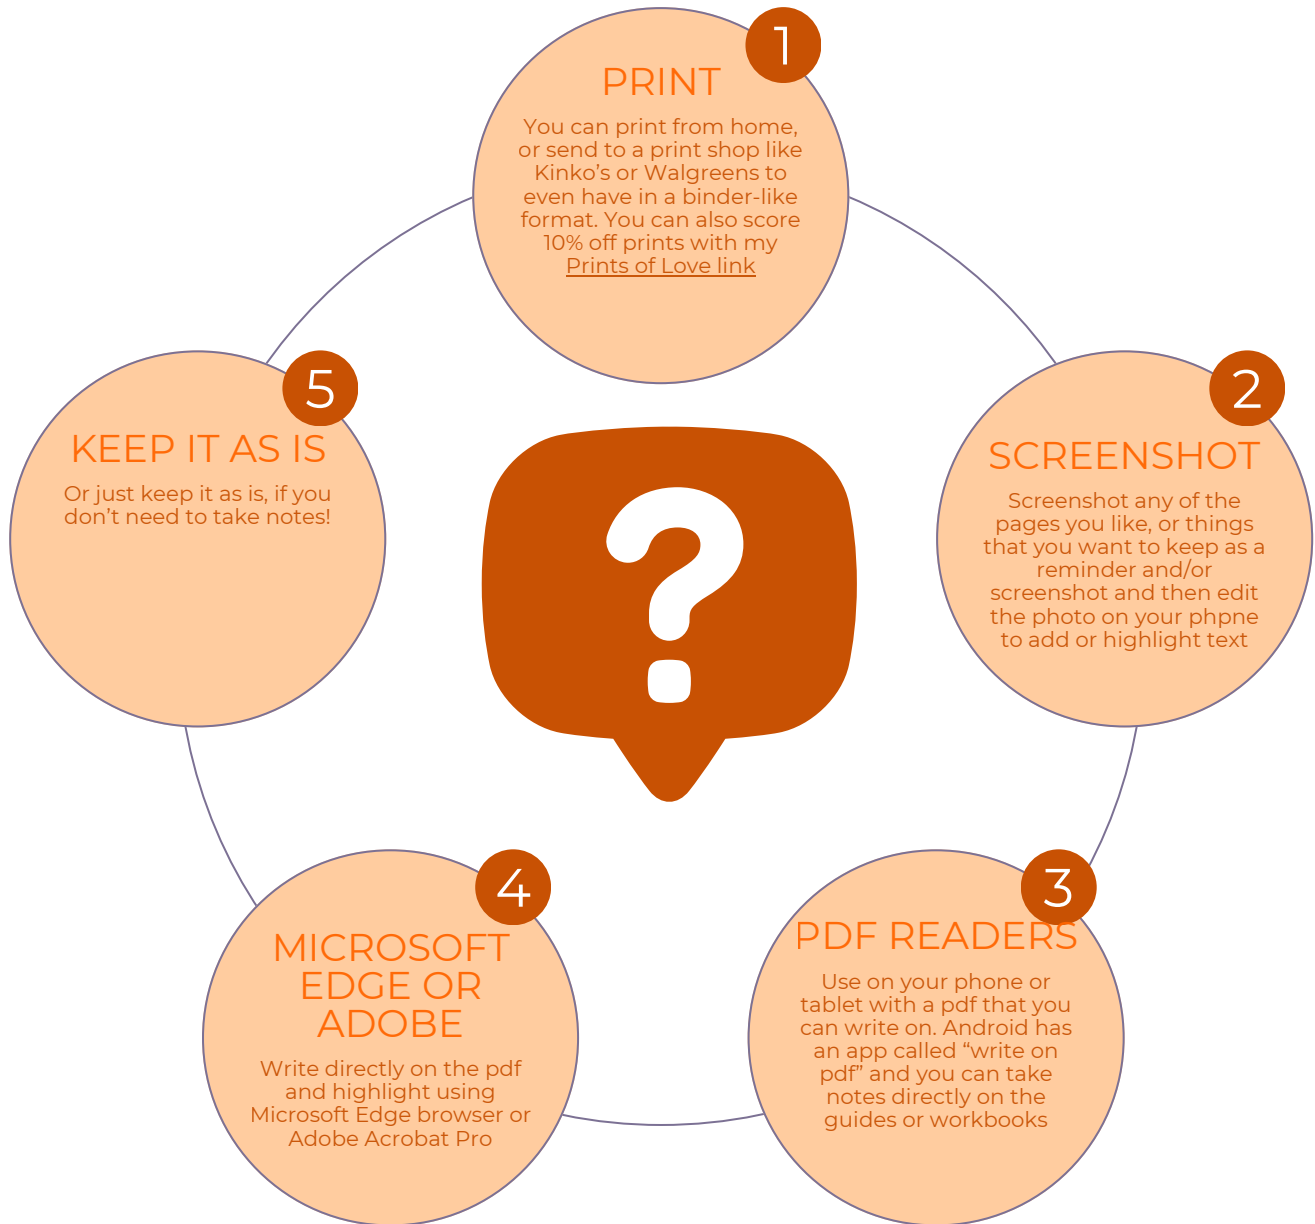 1
PRINT
You can print from home,
or send to a print shop like
Kinko’s or Walgreens to
even have in a binder-like
format. You can also score
10% off prints with my
Prints of Love link
2
SCREENSHOT
Screenshot any of the
pages you like, or things
that you want to keep as a
reminder and/or
screenshot and then edit
the photo on your phpne
to add or highlight text
3
PDF READERS
Use on your phone or
tablet with a pdf that you
can write on. Android has
an app called “write on
pdf” and you can take
notes directly on the
guides or workbooks
4
MICROSOFT
EDGE OR
ADOBE
Write directly on the pdf
and highlight using
Microsoft Edge browser or
Adobe Acrobat Pro
5
KEEP IT AS IS
Or just keep it as is, if you
don’t need to take notes!
?